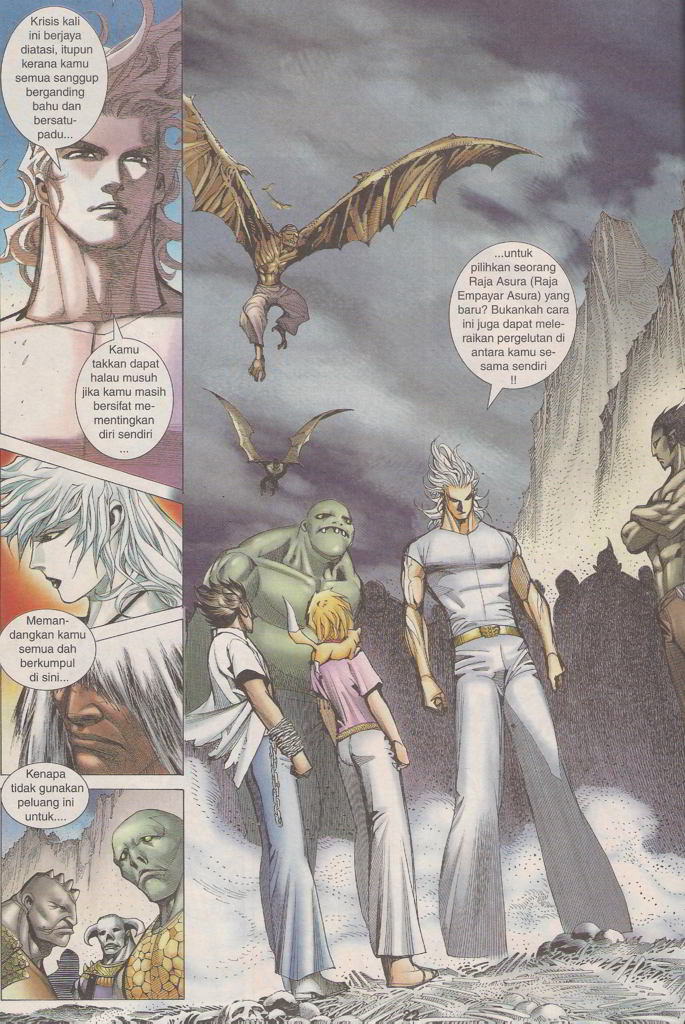 Krisis kali
ini berjaya
diatasi, itupun
kerana kamu
semua sanggup
berganding
bahu dan
bersatu-
padu...
Kamu
takkan dapat
halau musuh
jika kamu masih
bersifat me-
mentingkan
diri sendiri
...
Meman-
dangkan kamu
semua dah
berkumpul
di sini...
Kenapa
tidak gunakan
peluang ini
untuk....
...untuk
pilihkan seorang
Raja Asura (Raja
Empayar Asura) yang
baru? Bukankah cara
ini juga dapat mele-
raikan pergelutan di
antara kamu se-
sama sendiri
!!
22